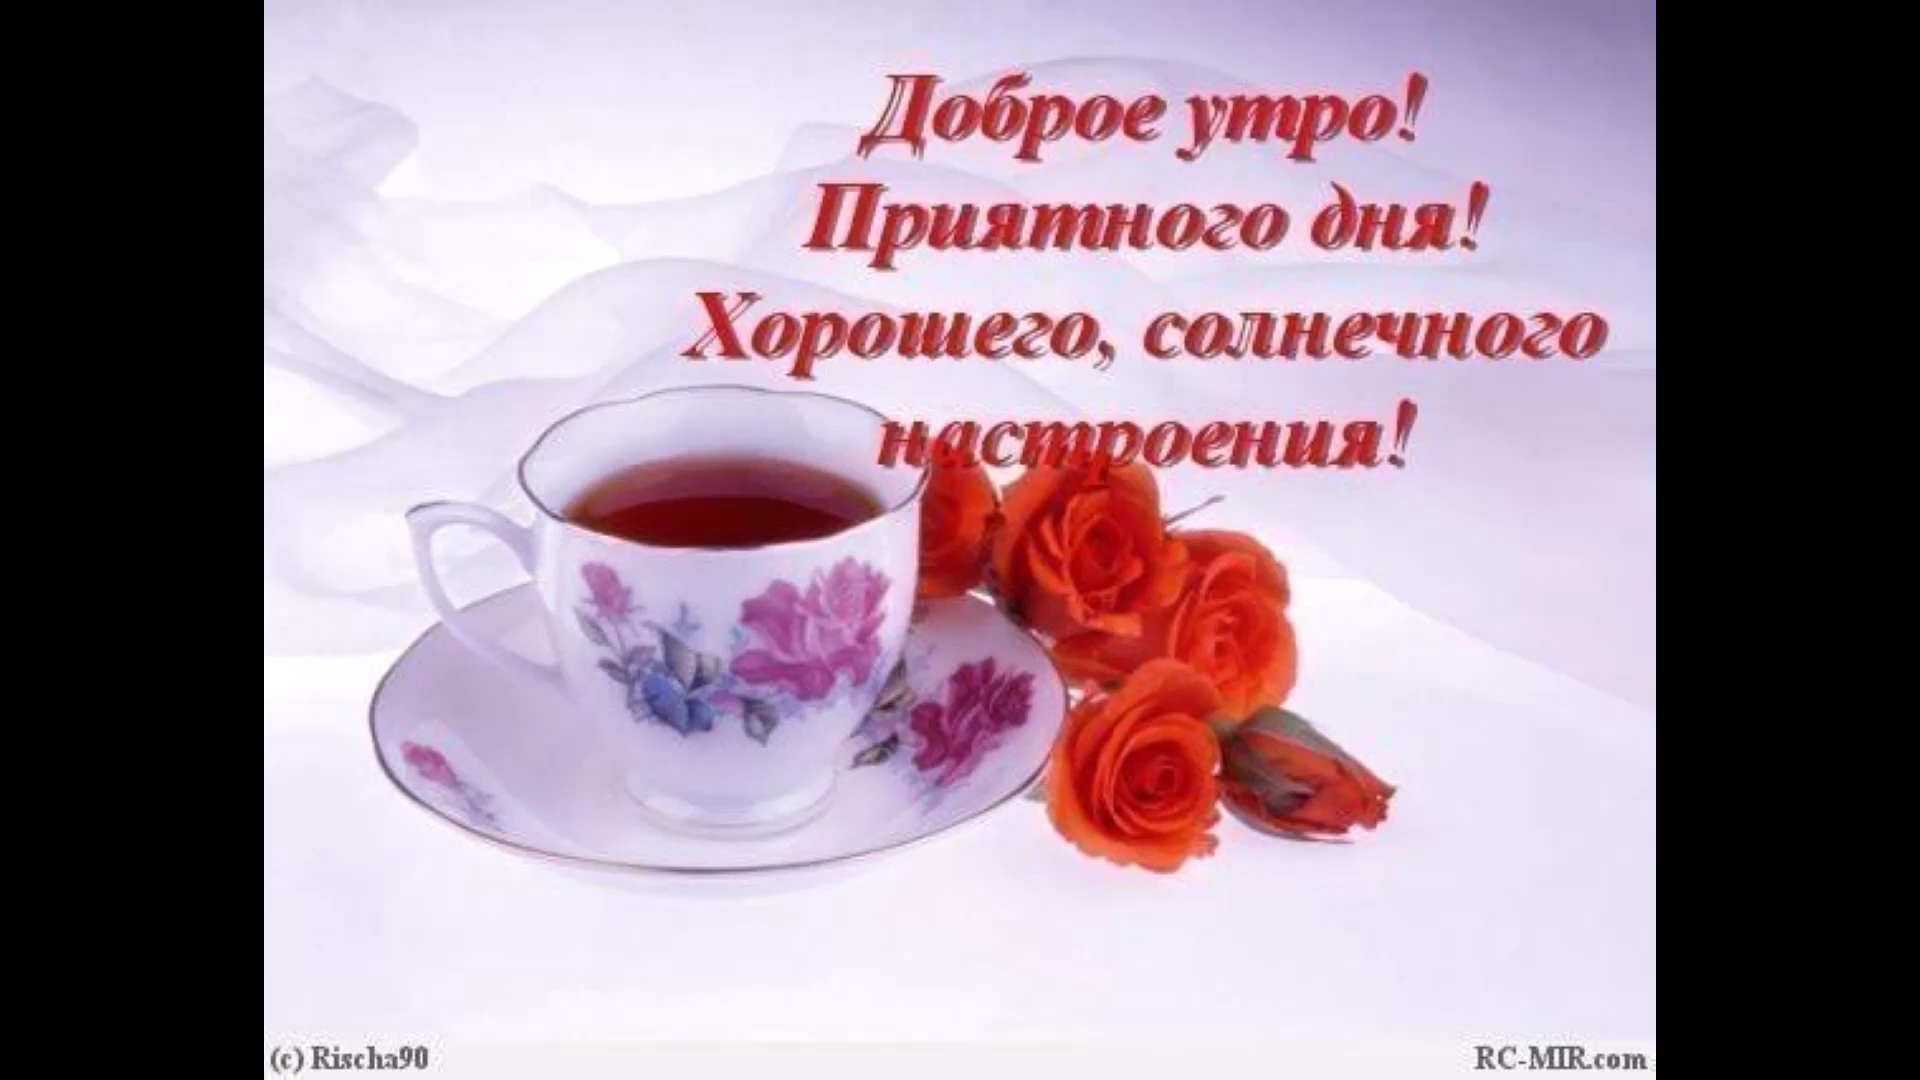 Доброе утро!
Приятного дня!
Хорошего, солнечного
настроения!
(c) Rischa90
RC-MIR.com